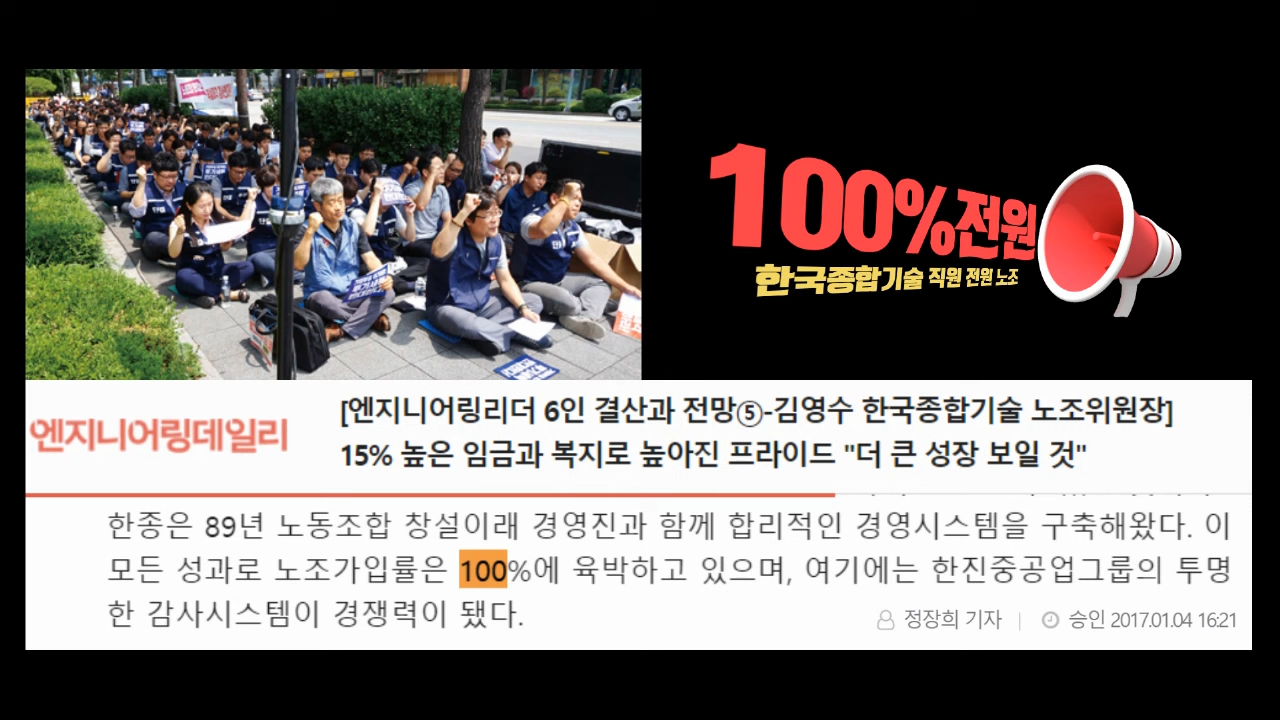 100%전원
한국종합기술 직원 전원 노조
엔지니어링데일리
[엔지니어링리더 6인 결산과 전망⑤-김영수 한국종합기술 노조위원장]
15% 높은 임금과 복지로 높아진 프라이드 "더 큰 성장 보일 것"
한종은 89년 노동조합 창설이래 경영진과 함께 합리적인 경영시스템을 구축해왔다. 이
모든 성과로 노조가입률은 100%에 육박하고 있으며, 여기에는 한진중공업그룹의 투명
한 감사시스템이 경쟁력이 됐다.
정장희 기자 | 승인 2017.01.04 16:21